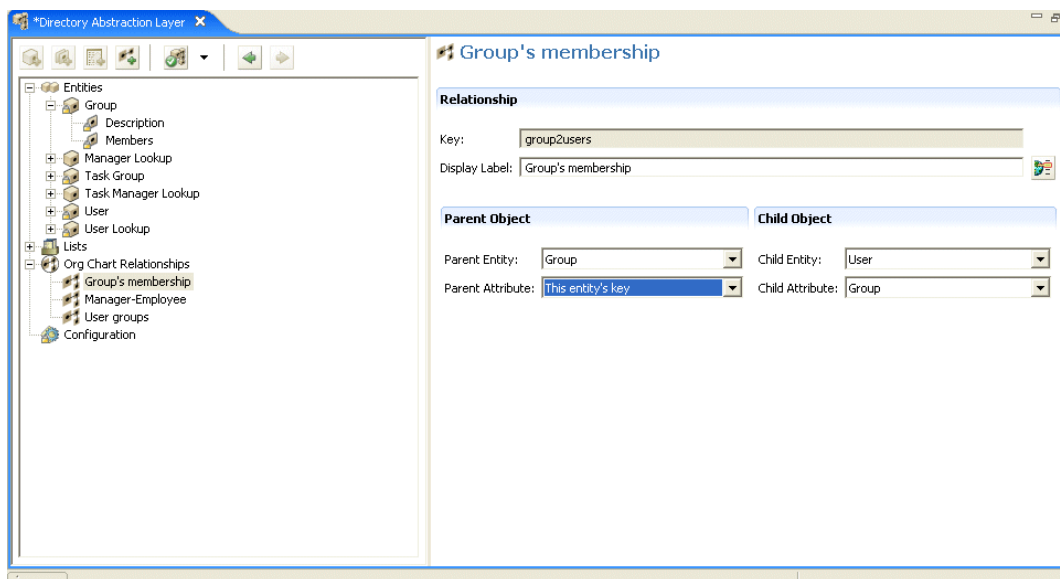 *Directory Abstraction Layer
Entities
Group
Description
Members
Manager Lookup
Task Group
Task Manager Lookup
User
User Lookup
Lists
Org Chart Relationships
Group's membership
Manager-Employee
User groups
Configuration
Group's membership
Relationship
Key: group2users
Display Label: Group's membership
Parent Object Child Object
Parent Entity: Group Child Entity: User
Parent Attribute: This entity's key Child Attribute: Group